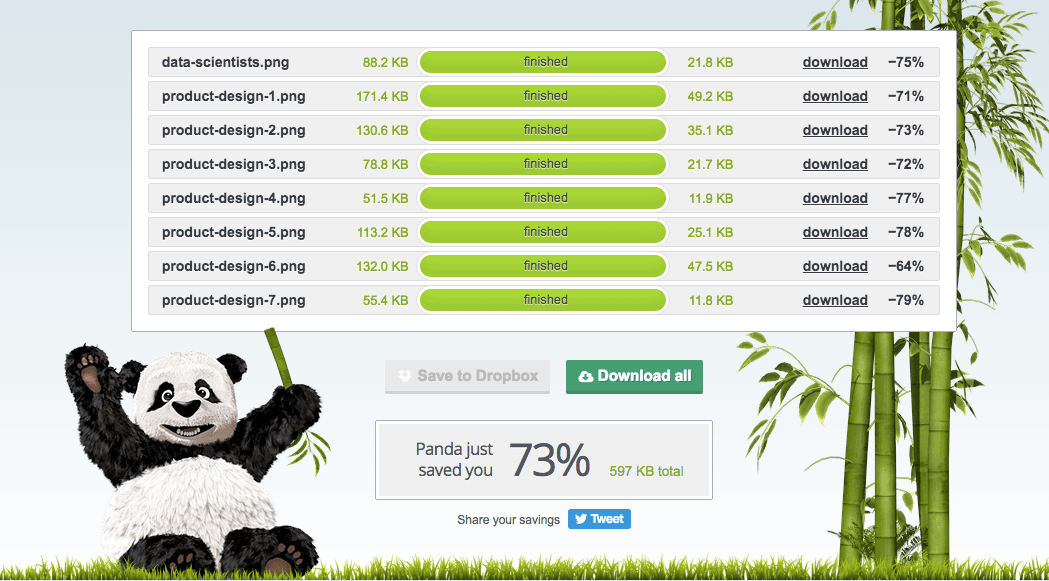 data-scientists.png 88.2 KB finished 21.8 KB download −75%
product-design-1.png 171.4 KB finished 49.2 KB download −71%
product-design-2.png 130.6 KB finished 35.1 KB download −73%
product-design-3.png 78.8 KB finished 21.7 KB download −72%
product-design-4.png 51.5 KB finished 11.9 KB download −77%
product-design-5.png 113.2 KB finished 25.1 KB download −78%
product-design-6.png 132.0 KB finished 47.5 KB download −64%
product-design-7.png 55.4 KB finished 11.8 KB download −79%
Save to Dropbox Download all
Panda just
saved you 73% 597 KB total
Share your savings Tweet